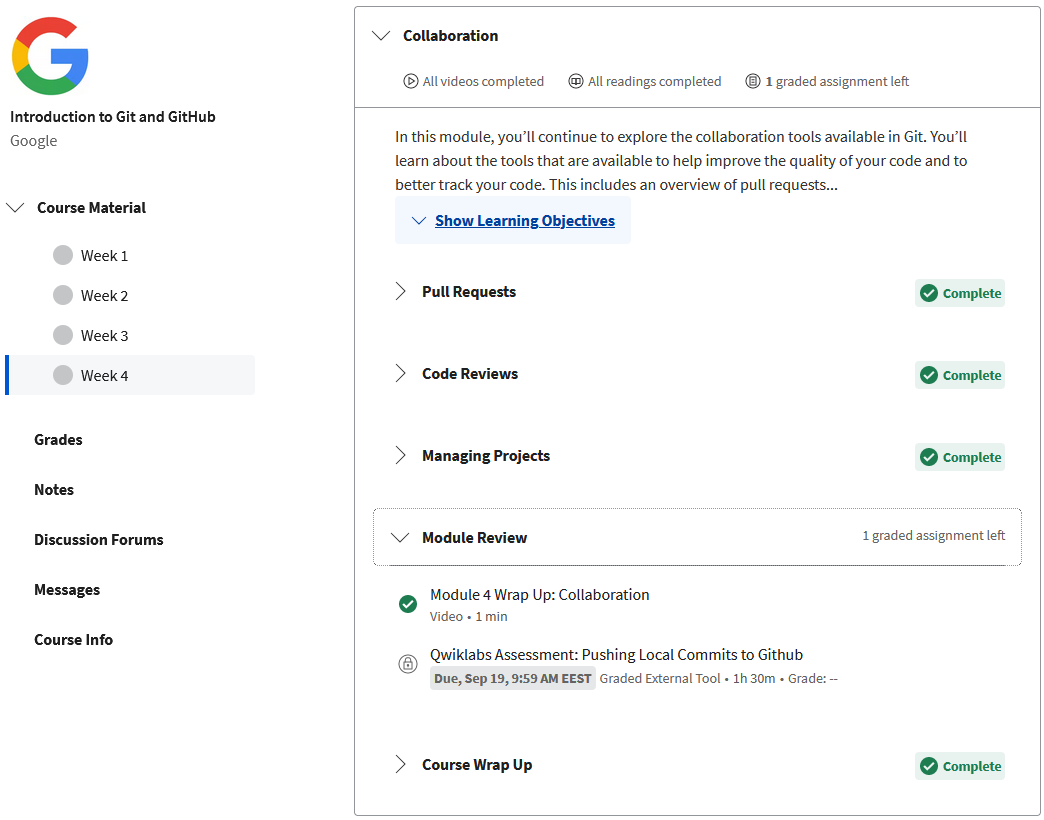 Introduction to Git and GitHub
Google
Course Material
Week 1
Week 2
Week 3
Week 4
Grades
Notes
Discussion Forums
Messages
Course Info
Collaboration
All videos completed All readings completed 1 graded assignment left
In this module, you’ll continue to explore the collaboration tools available in Git. You’ll
learn about the tools that are available to help improve the quality of your code and to
better track your code. This includes an overview of pull requests...
Show Learning Objectives
Pull Requests Complete
Code Reviews Complete
Managing Projects Complete
Module Review 1 graded assignment left
Module 4 Wrap Up: Collaboration
Video • 1 min
Qwiklabs Assessment: Pushing Local Commits to Github
Due, Sep 19, 9:59 AM EEST Graded External Tool • 1h 30m • Grade: --
Course Wrap Up Complete